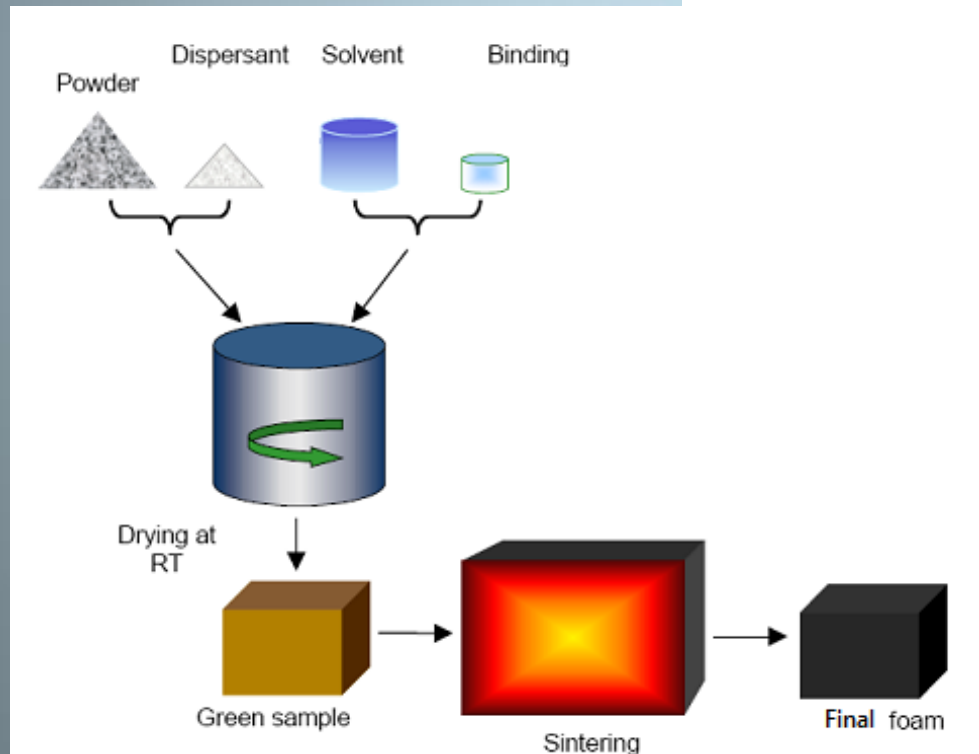 Powder
Dispersant
Solvent
Binding
Drying at
RT
Green sample
Sintering
Final foam